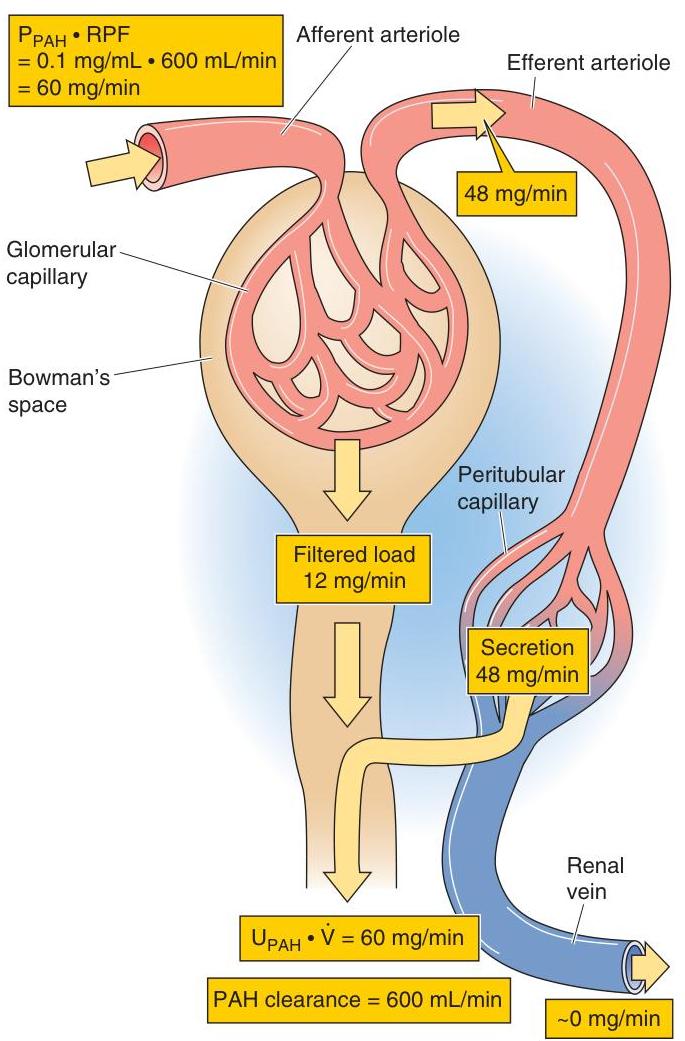 P_PAH • RPF
= 0.1 mg/mL • 600 mL/min
= 60 mg/min
Afferent arteriole
Efferent arteriole
48 mg/min
Glomerular
capillary
Bowman's
space
Peritubular
capillary
Filtered load
12 mg/min
Secretion
48 mg/min
Renal
vein
U_PAH • V̇ = 60 mg/min
PAH clearance = 600 mL/min
~0 mg/min